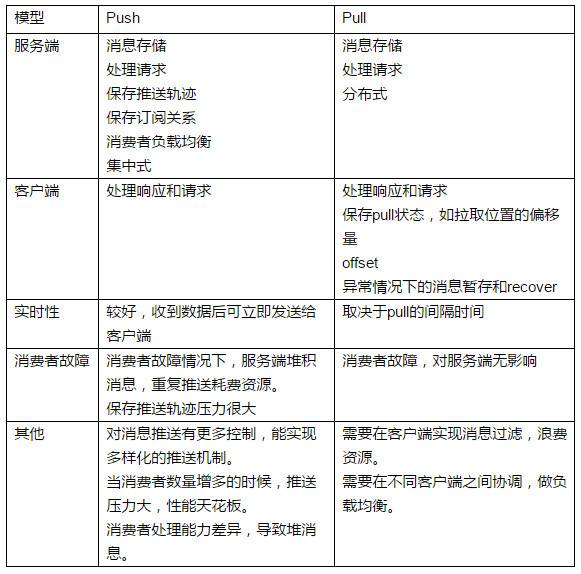 模型
Push
Pull
服务端
消息存储
处理请求
保存推送轨迹
保存订阅关系
消费者负载均衡
集中式
消息存储
处理请求
分布式
客户端
处理响应和请求
处理响应和请求
保存pull状态，如拉取位置的偏移
量
offset
异常情况下的消息暂存和recover
实时性
较好，收到数据后可立即发送给
客户端
取决于pull的间隔时间
消费者故障
消费者故障情况下，服务端堆积
消息，重复推送耗费资源。
保存推送轨迹压力很大
消费者故障，对服务端无影响
其他
对消息推送有更多控制，能实现
多样化的推送机制。
当消费者数量增多的时候，推送
压力大，性能天花板。
消费者处理能力差异，导致堆消
息。
需要在客户端实现消息过滤，浪费
资源。
需要在不同客户端之间协调，做负
载均衡。